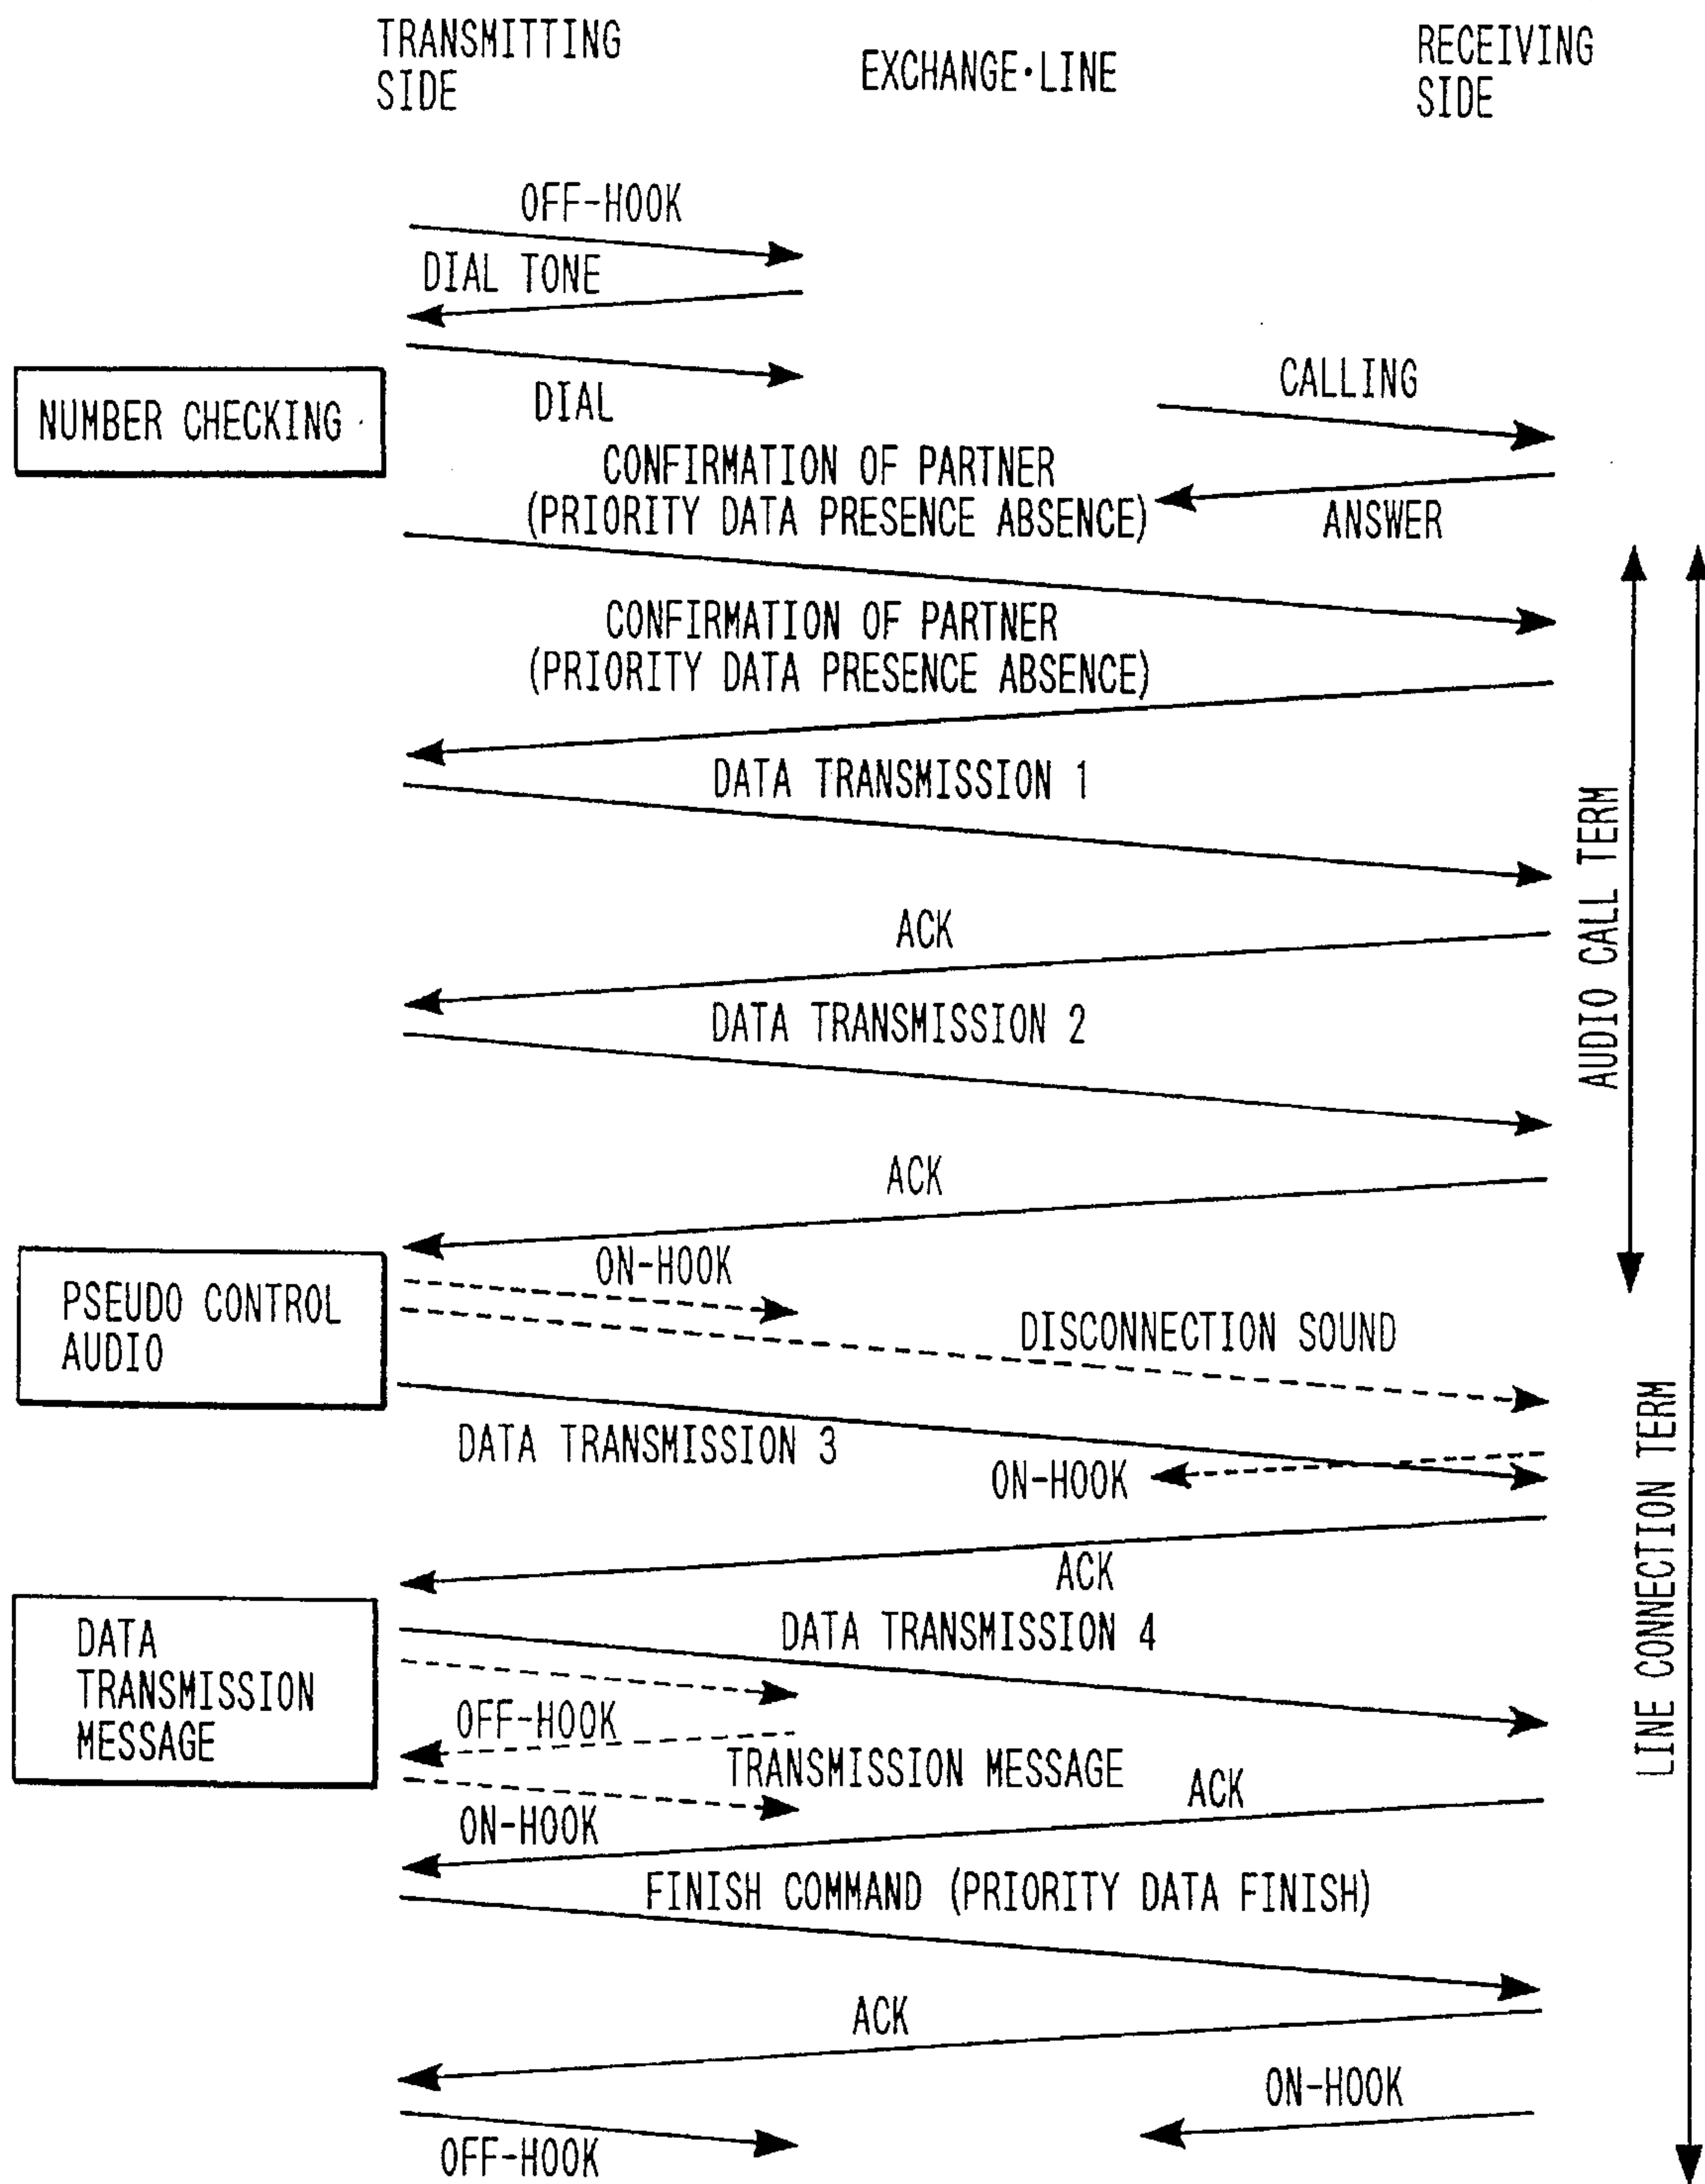 TRANSMITTING
SIDE
EXCHANGE·LINE
RECEIVING
SIDE
OFF-HOOK
DIAL TONE
NUMBER CHECKING
DIAL
CALLING
CONFIRMATION OF PARTNER
(PRIORITY DATA PRESENCE ABSENCE)
ANSWER
CONFIRMATION OF PARTNER
(PRIORITY DATA PRESENCE ABSENCE)
DATA TRANSMISSION 1
AUDIO CALL TERM
ACK
DATA TRANSMISSION 2
ACK
ON-HOOK
PSEUDO CONTROL
AUDIO
DISCONNECTION SOUND
DATA TRANSMISSION 3
ON-HOOK
LINE CONNECTION TERM
ACK
DATA TRANSMISSION 4
DATA
TRANSMISSION
MESSAGE
OFF-HOOK
TRANSMISSION MESSAGE
ACK
ON-HOOK
FINISH COMMAND (PRIORITY DATA FINISH)
ACK
ON-HOOK
OFF-HOOK